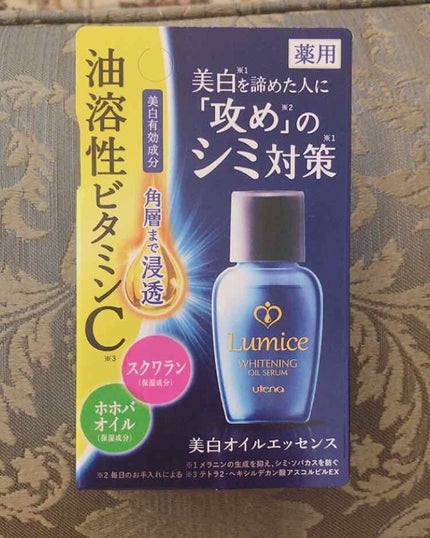 薬用
美白※1を諦めた人に
「攻め」※2の
シミ対策※1
油溶性ビタミンC※3
美白有効成分
角層まで浸透
スクワラン
(保湿成分)
ホホバ
オイル
(保湿成分)
Lumice
WHITENING
OIL SERUM
utena
美白オイルエッセンス
※1 メラニンの生成を抑え、シミ・ソバカスを防ぐ
※2 毎日のお手入れによる ※3 テトラ2-ヘキシルデカン酸アスコルビルEX